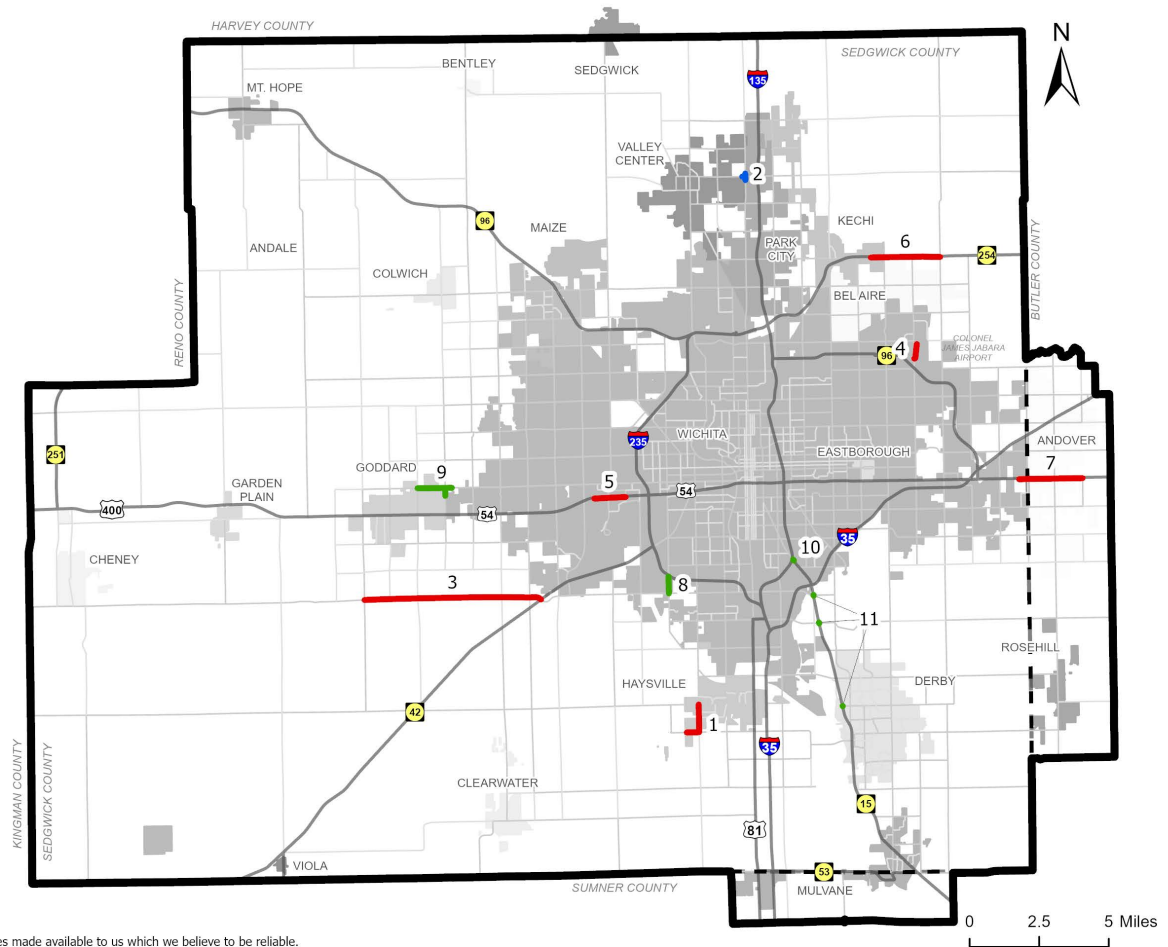 HARVEY COUNTY
SEDGWICK COUNTY
N
BENTLEY
SEDGWICK
135
MT. HOPE
VALLEY
CENTER
2
96
MAIZE
KECHI
6
ANDALE
PARK
CITY
254
COLWICH
BUTLER COUNTY
BEL AIRE
RENO COUNTY
COLONEL
JAMES JABARA
AIRPORT
4
96
235
WICHITA
ANDOVER
251
EASTBOROUGH
GODDARD
9
7
GARDEN
PLAIN
5
54
400
54
35
CHENEY
10
3
8
11
ROSEHILL
HAYSVILLE
DERBY
42
1
35
KINGMAN COUNTY
SEDGWICK COUNTY
CLEARWATER
15
81
VIOLA
53
SUMNER COUNTY
MULVANE
0 2.5 5 Miles
es made available to us which we believe to be reliable.